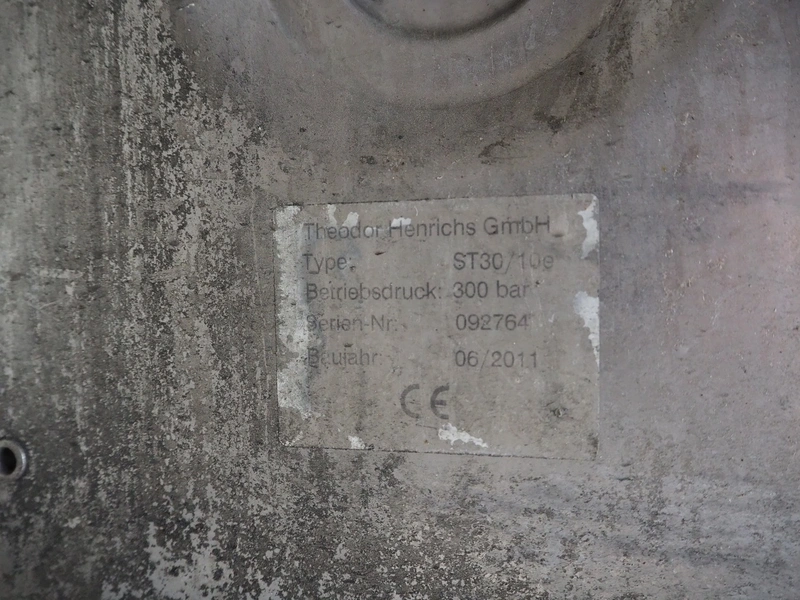 Theodor Henrichs GmbH
Type: ST30/10e
Betriebsdruck: 300 bar
Serien-Nr. 092764
Baujahr: 06/2011
CE